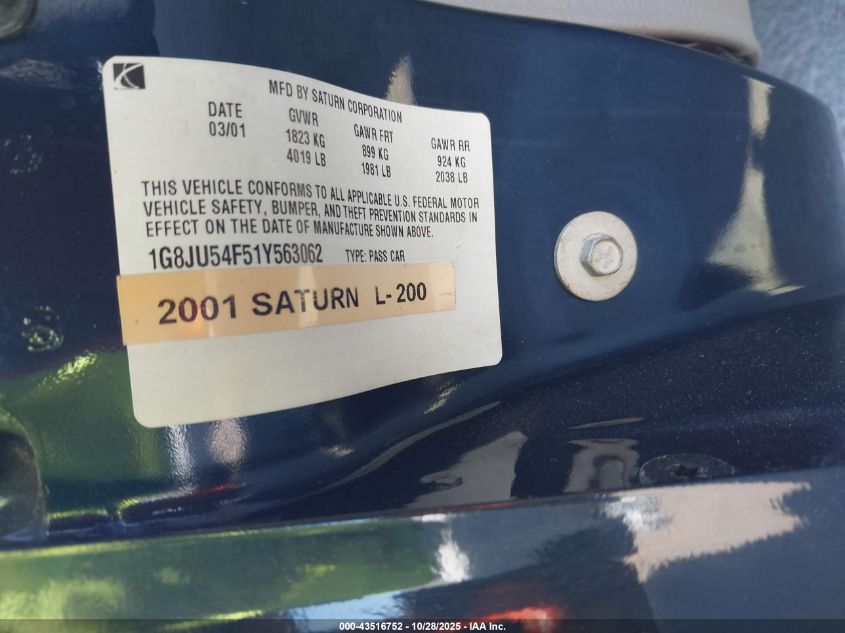 MFD BY SATURN CORPORATION
DATE GVWR GAWR FRT GAWR RR
03/01 1823 KG 899 KG 924 KG
4019 LB 1981 LB 2038 LB
THIS VEHICLE CONFORMS TO ALL APPLICABLE U.S. FEDERAL MOTOR
VEHICLE SAFETY, BUMPER, AND THEFT PREVENTION STANDARDS IN
EFFECT ON THE DATE OF MANUFACTURE SHOWN ABOVE.
1G8JU54F51Y563062 TYPE: PASS CAR
2001 SATURN L-200
000-43516752 | 10/28/2025 - IAA Inc.